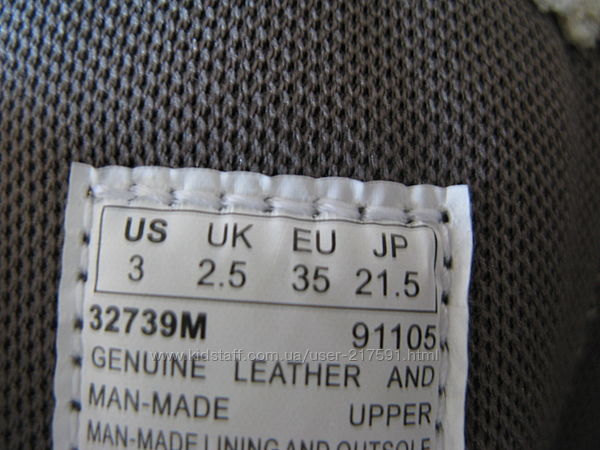 US UK EU JP
3 2.5 35 21.5
32739M 91105
www.kidstaff.com.ua/user-217591.html
GENUINE LEATHER AND
MAN-MADE UPPER
MAN-MADE LINING AND OUTSOLE